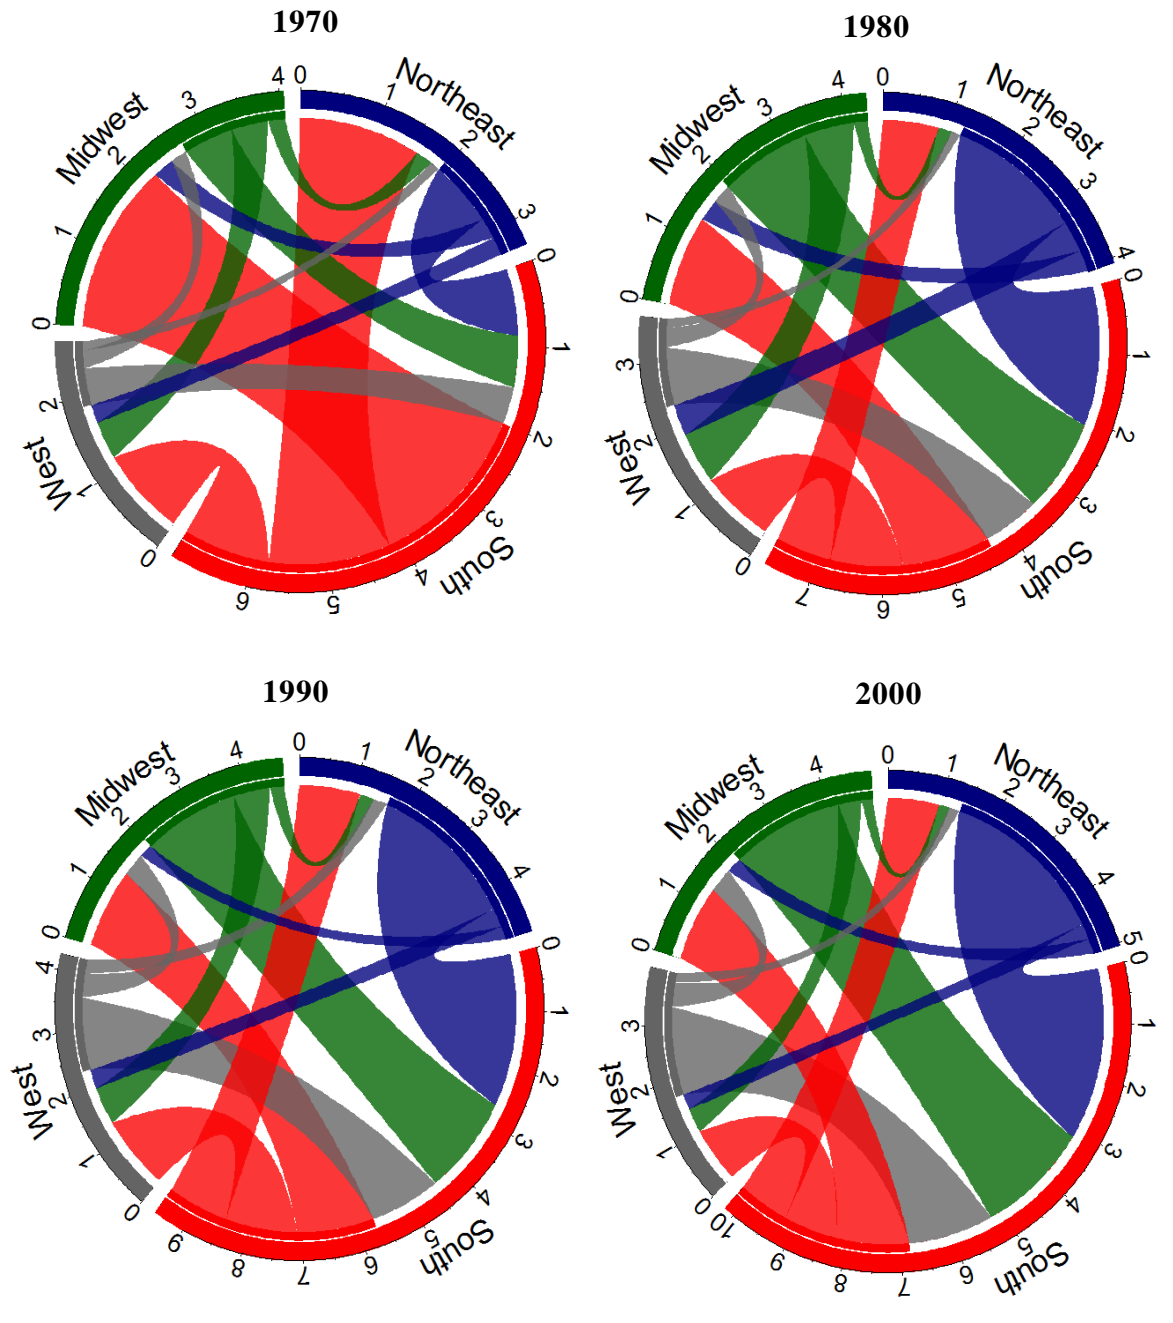 1970
Midwest
0 1 2 3 4
Northeast
0 1 2 3
South
0 1 2 3 4 5 6
West
0 1 2
1980
Midwest
0 1 2 3 4
Northeast
0 1 2 3 4
South
0 1 2 3 4 5 6 7
West
0 1 2 3
1990
Midwest
0 1 2 3 4
Northeast
0 1 2 3 4
South
0 1 2 3 4 5 6 7 8 9
West
0 1 2 3 4
2000
Midwest
0 1 2 3 4
Northeast
0 1 2 3 4 5
South
0 1 2 3 4 5 6 7 8 9 10
West
0 1 2 3